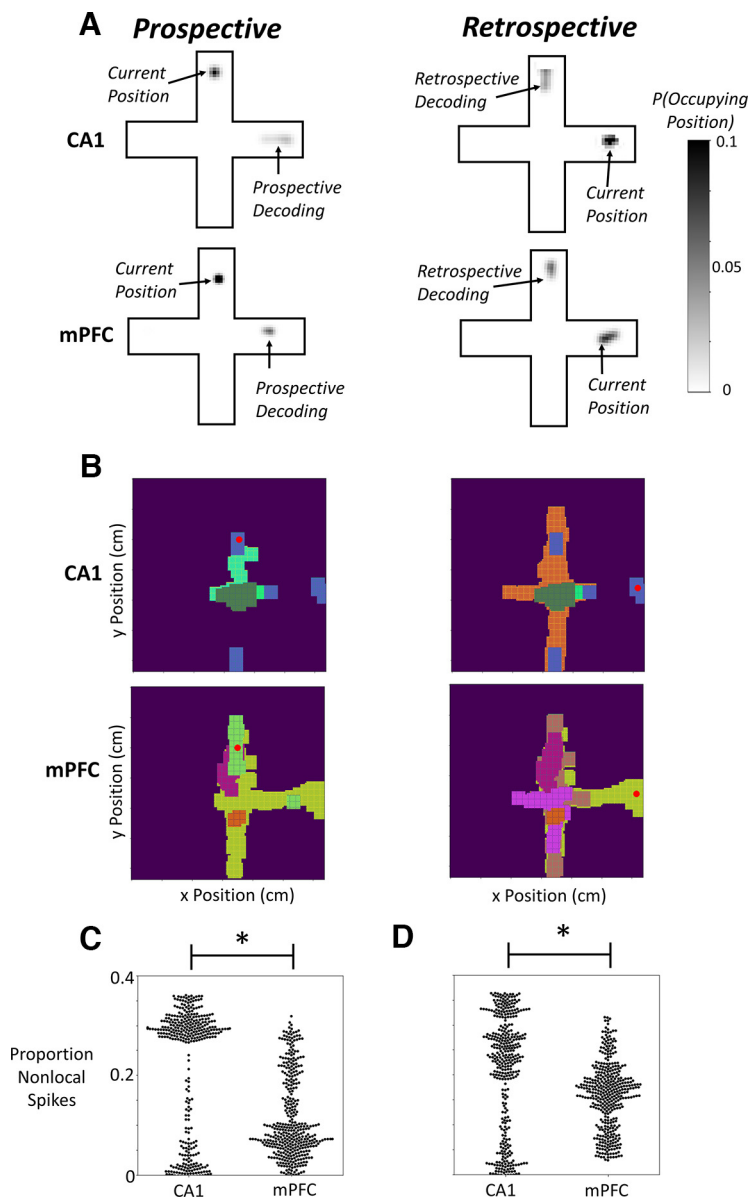 A
Prospective
Retrospective
Current
Position
CA1
Prospective
Decoding
Retrospective
Decoding
Current
Position
P(Occupying
Position)
0.1
0.05
0
Current
Position
mPFC
Prospective
Decoding
Retrospective
Decoding
Current
Position
B
CA1
y Position (cm)
mPFC
y Position (cm)
x Position (cm)
x Position (cm)
C
*
D
*
0.4
0.2
0
Proportion
Nonlocal
Spikes
CA1
mPFC
CA1
mPFC